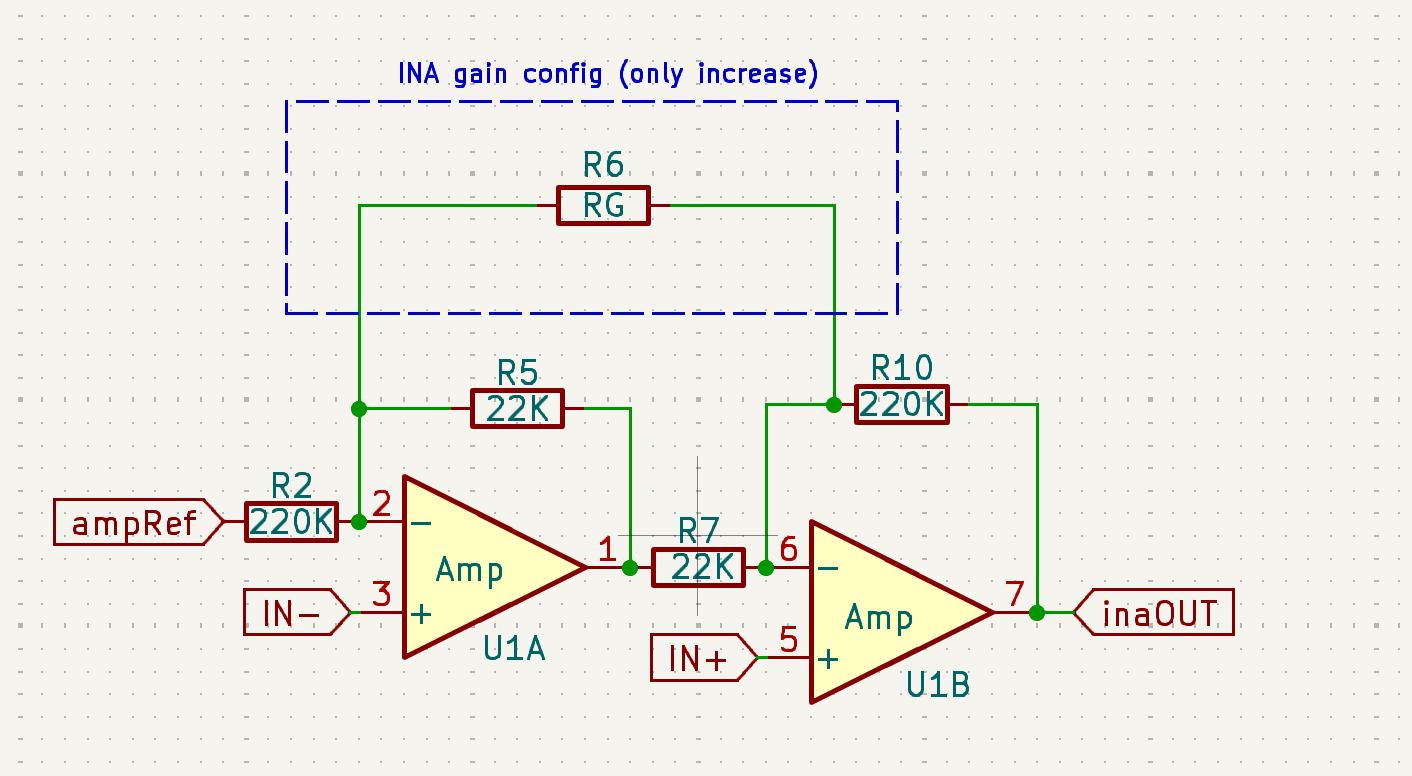 INA gain config (only increase)
R6
RG
R5
22K
R10
220K
R2
220K
ampRef
2
−
IN−
3
+
Amp
U1A
1
R7
22K
6
−
IN+
5
+
Amp
U1B
7
inaOUT